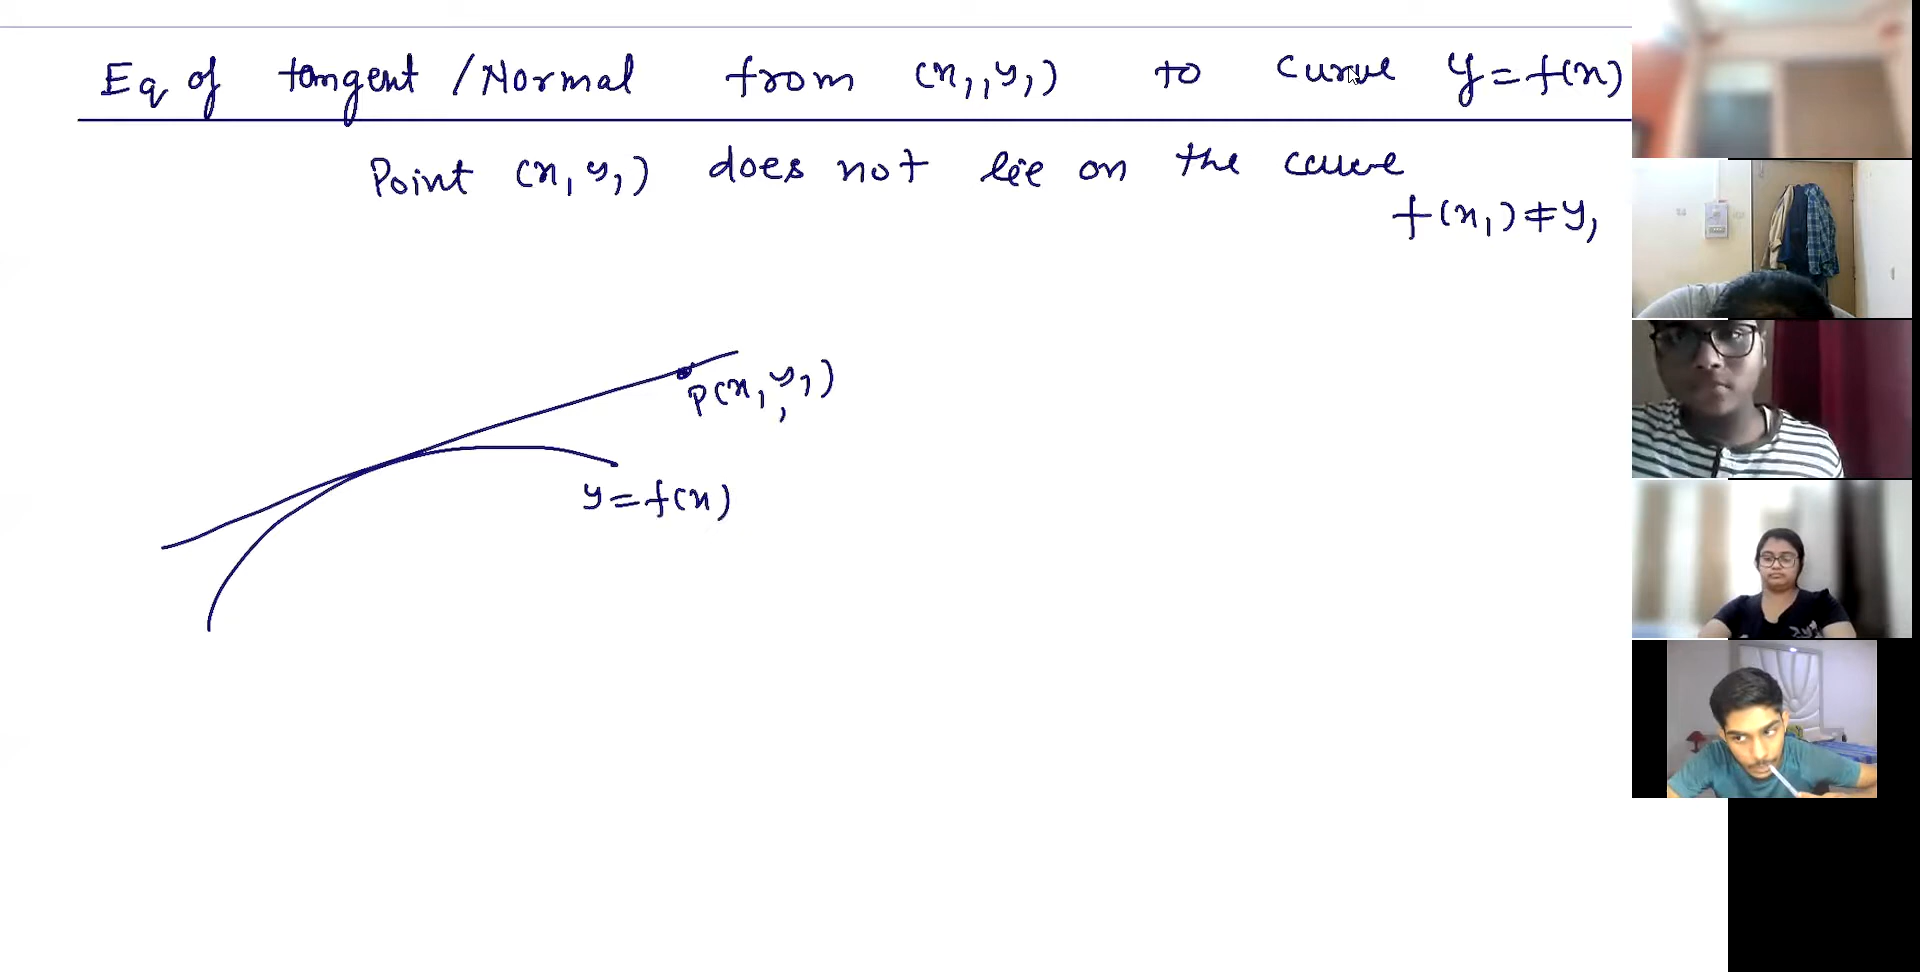 Eq of tangent / Normal from (x₁, y₁) to curve y = f(x)
Point (x₁ y₁) does not lie on the curve
f(x₁) ≠ y₁
P(x₁, y₁)
y = f(x)